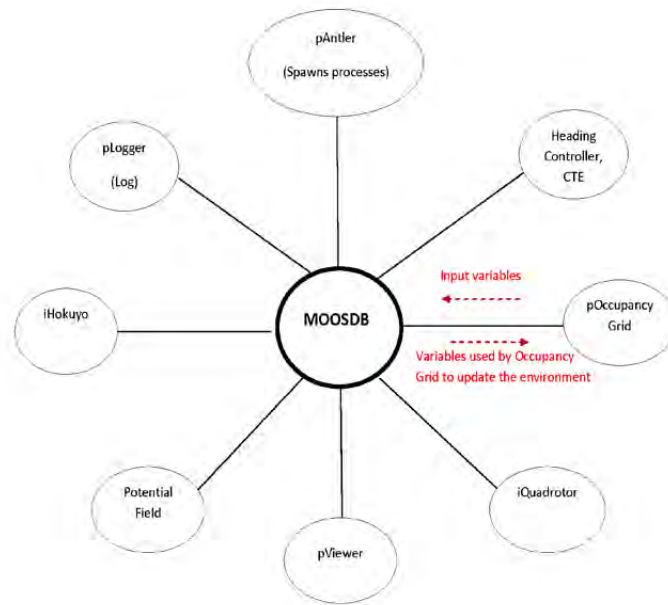 pAntler
(Spawns processes)
pLogger
(Log)
Heading
Controller,
CTE
Input variables
iHokuyo
MOOSDB
pOccupancy
Grid
Variables used by Occupancy
Grid to update the environment
Potential
Field
iQuadrotor
pViewer